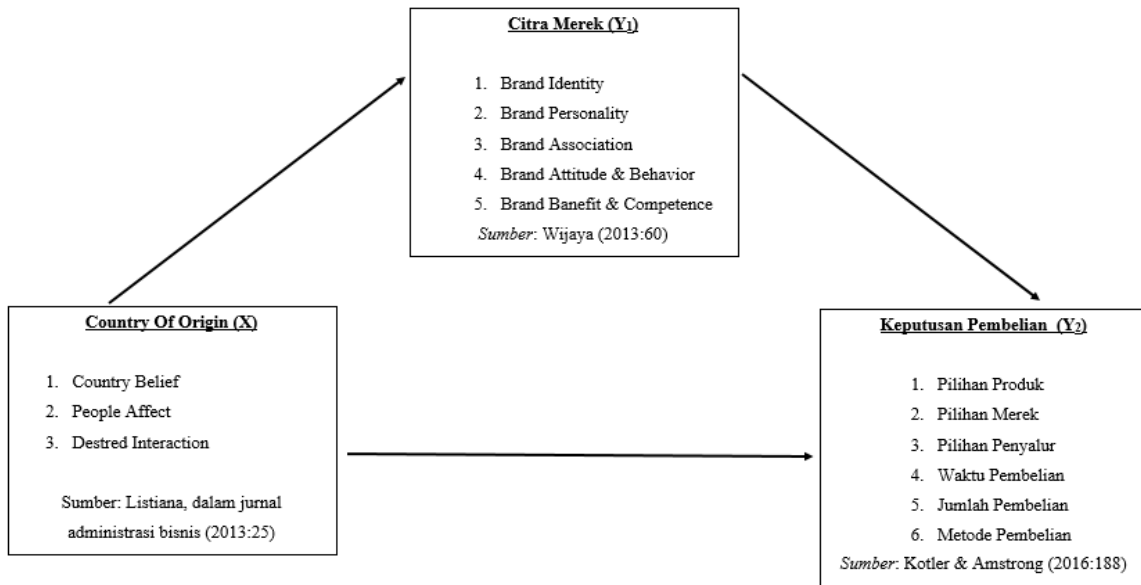 Citra Merek (Y1)
1. Brand Identity
2. Brand Personality
3. Brand Association
4. Brand Attitude & Behavior
5. Brand Banefit & Competence
Sumber: Wijaya (2013:60)
Country Of Origin (X)
1. Country Belief
2. People Affect
3. Destred Interaction
Sumber: Listiana, dalam jurnal
administrasi bisnis (2013:25)
Keputusan Pembelian (Y2)
1. Pilihan Produk
2. Pilihan Merek
3. Pilihan Penyalur
4. Waktu Pembelian
5. Jumlah Pembelian
6. Metode Pembelian
Sumber: Kotler & Amstrong (2016:188)